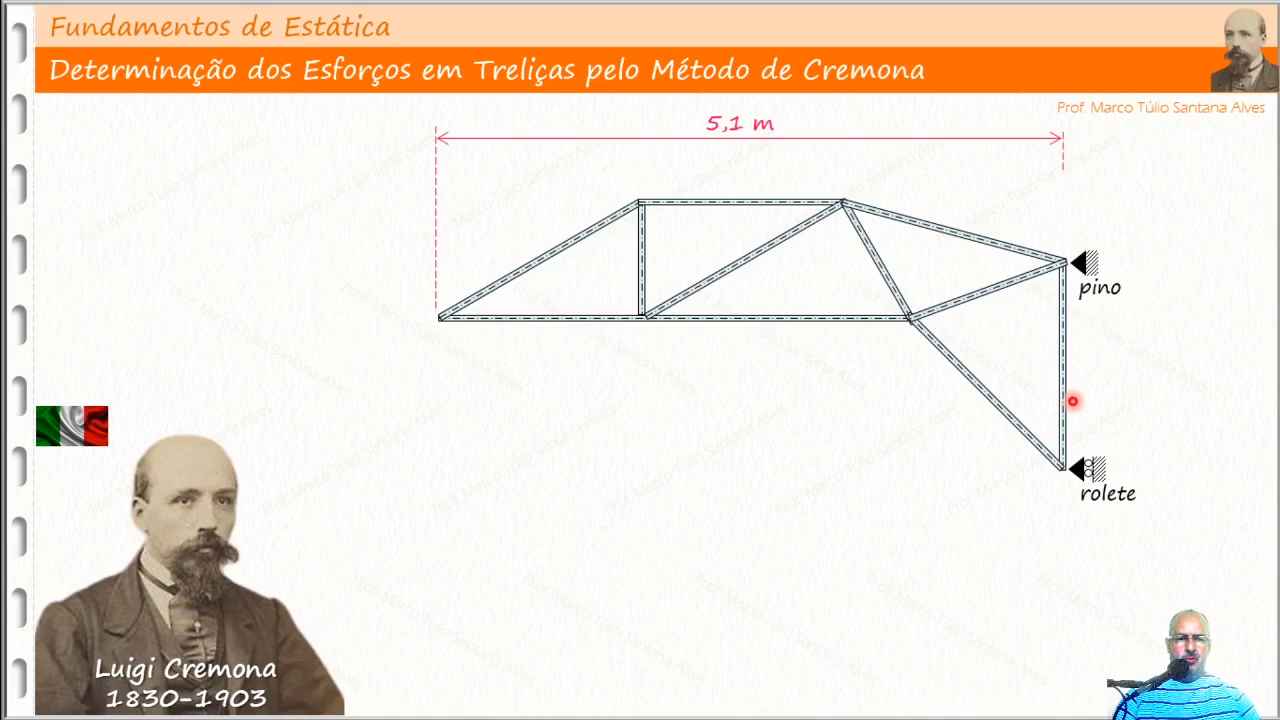 Fundamentos de Estática
Determinação dos Esforços em Treliças pelo Método de Cremona
Prof. Marco Túlio Santana Alves
5,1 m
pino
rolete
Luigi Cremona
1830-1903